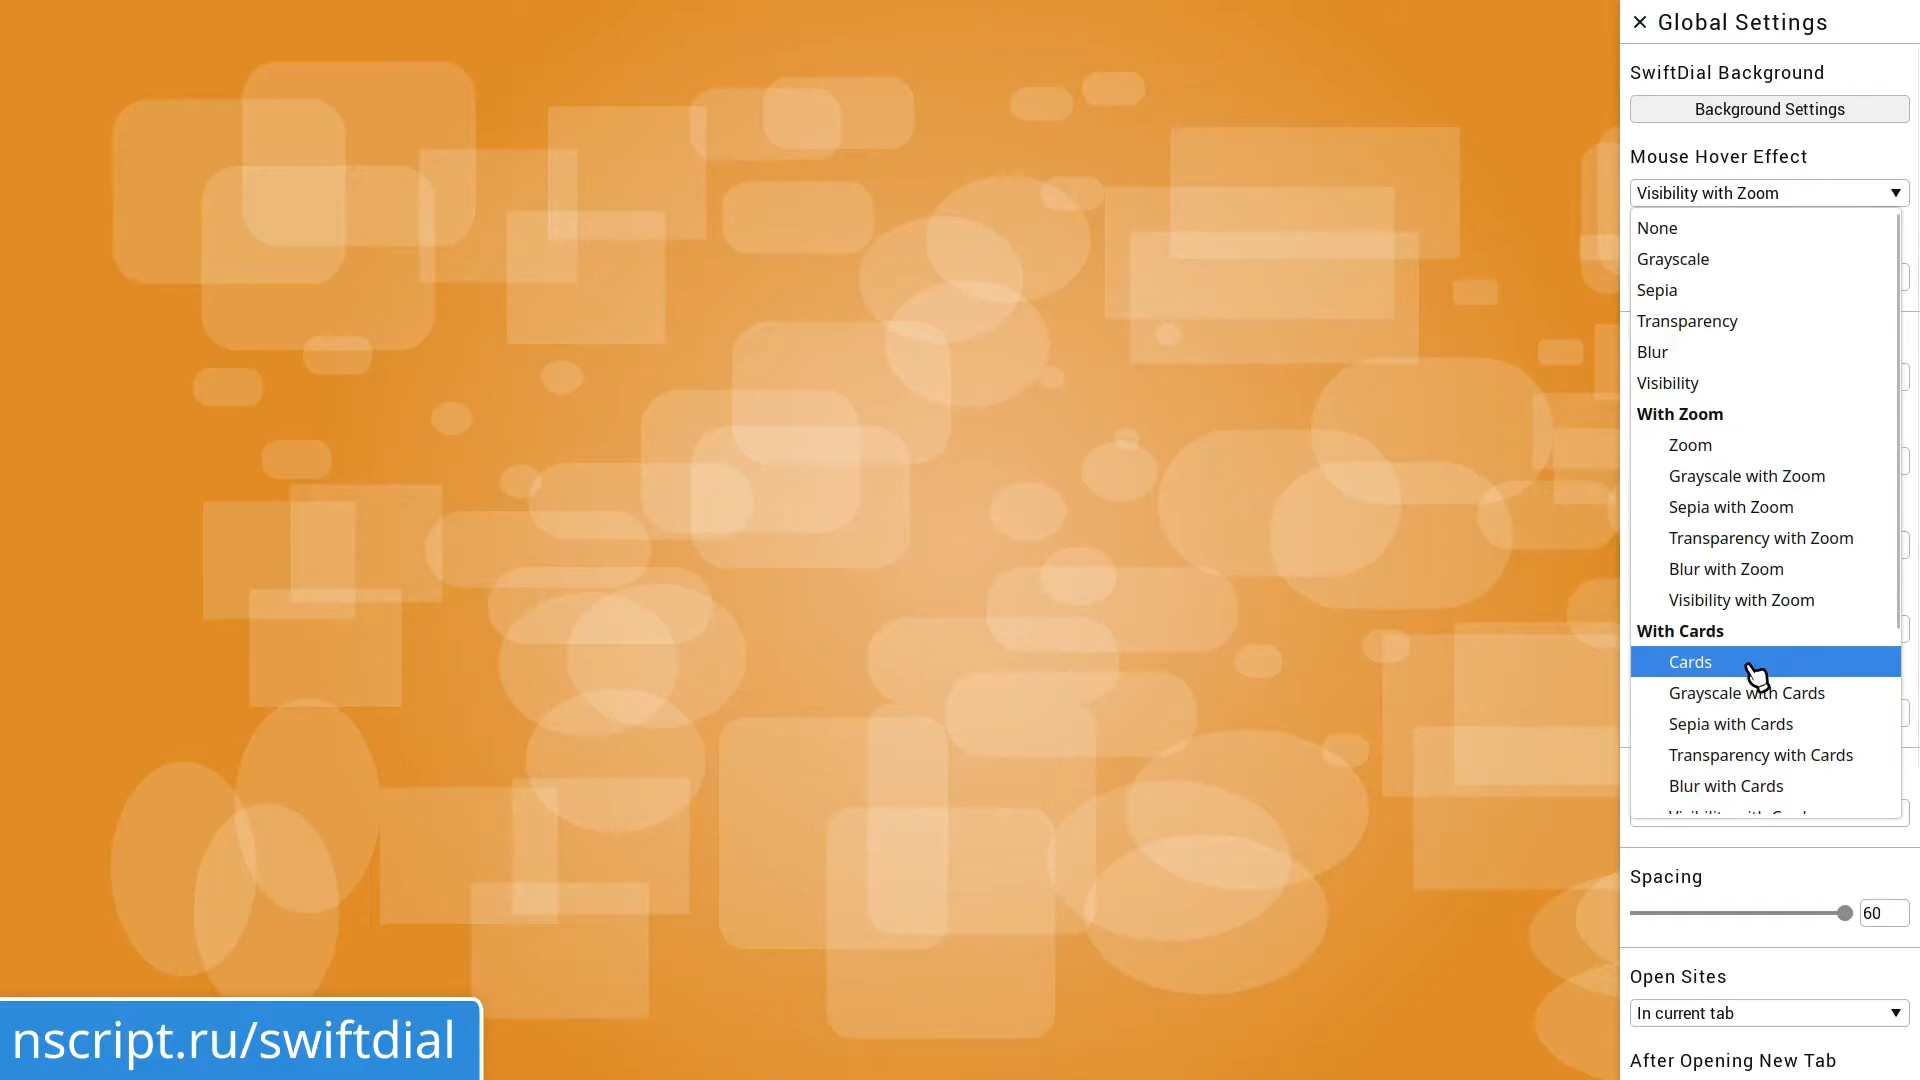 ✕ Global Settings
SwiftDial Background
Background Settings
Mouse Hover Effect
Visibility with Zoom
None
Grayscale
Sepia
Transparency
Blur
Visibility
With Zoom
Zoom
Grayscale with Zoom
Sepia with Zoom
Transparency with Zoom
Blur with Zoom
Visibility with Zoom
With Cards
Cards
Grayscale with Cards
Sepia with Cards
Transparency with Cards
Blur with Cards
Spacing
60
Open Sites
In current tab
After Opening New Tab
nscript.ru/swiftdial